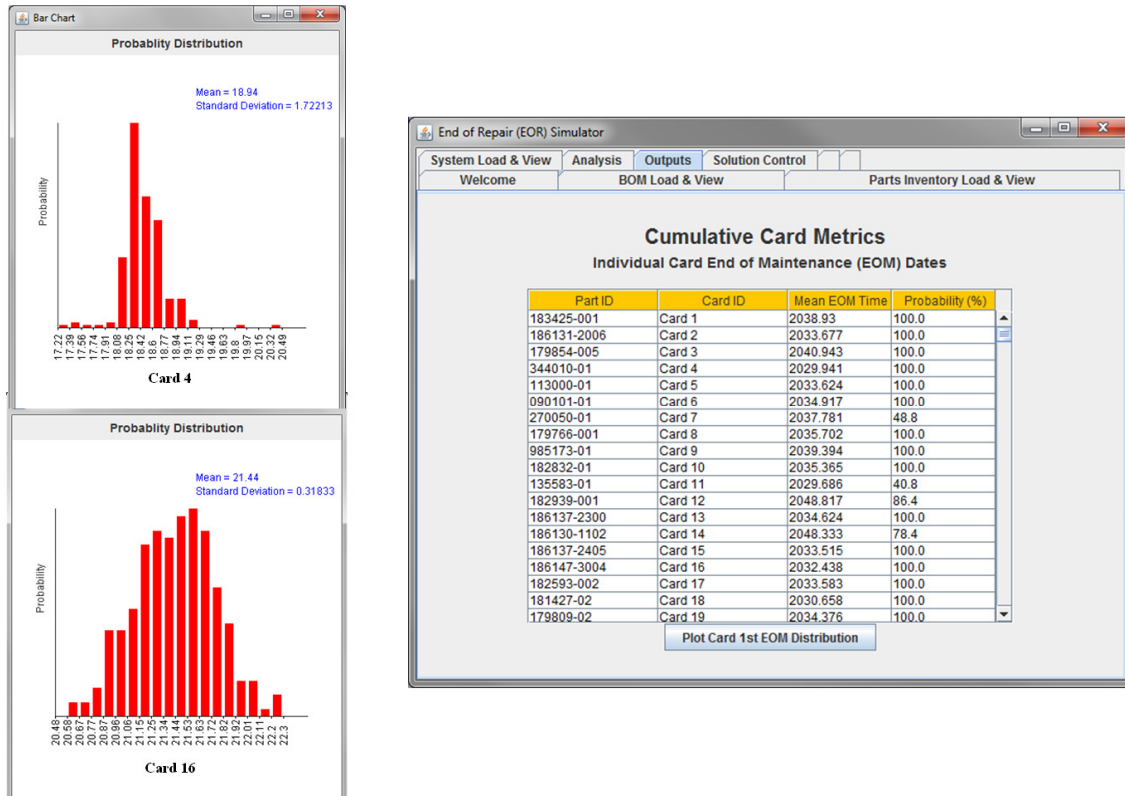 Bar Chart
Probablity Distribution
Mean = 18.94
Standard Deviation = 1.72213
Probability
17.22
17.39
17.56
17.74
17.91
18.08
18.25
18.42
18.6
18.77
18.94
19.11
19.29
19.46
19.63
19.8
19.97
20.15
20.32
20.49
Card 4
Probablity Distribution
Mean = 21.44
Standard Deviation = 0.31833
Probability
20.48
20.58
20.67
20.77
20.87
20.96
21.06
21.15
21.25
21.34
21.44
21.53
21.63
21.72
21.82
21.92
22.01
22.11
22.2
22.3
Card 16
End of Repair (EOR) Simulator
System Load & View Analysis Outputs Solution Control
Welcome BOM Load & View Parts Inventory Load & View
Cumulative Card Metrics
Individual Card End of Maintenance (EOM) Dates
Part ID Card ID Mean EOM Time Probability (%)
183425-001 Card 1 2038.93 100.0
186131-2006 Card 2 2033.677 100.0
179854-005 Card 3 2040.943 100.0
344010-01 Card 4 2029.941 100.0
113000-01 Card 5 2033.624 100.0
090101-01 Card 6 2034.917 100.0
270050-01 Card 7 2037.781 48.8
179766-001 Card 8 2035.702 100.0
985173-01 Card 9 2039.394 100.0
182832-01 Card 10 2035.365 100.0
135583-01 Card 11 2029.686 40.8
182939-001 Card 12 2048.817 86.4
186137-2300 Card 13 2034.624 100.0
186130-1102 Card 14 2048.333 78.4
186137-2405 Card 15 2033.515 100.0
186147-3004 Card 16 2032.438 100.0
182593-002 Card 17 2033.583 100.0
181427-02 Card 18 2030.658 100.0
179809-02 Card 19 2034.376 100.0
Plot Card 1st EOM Distribution